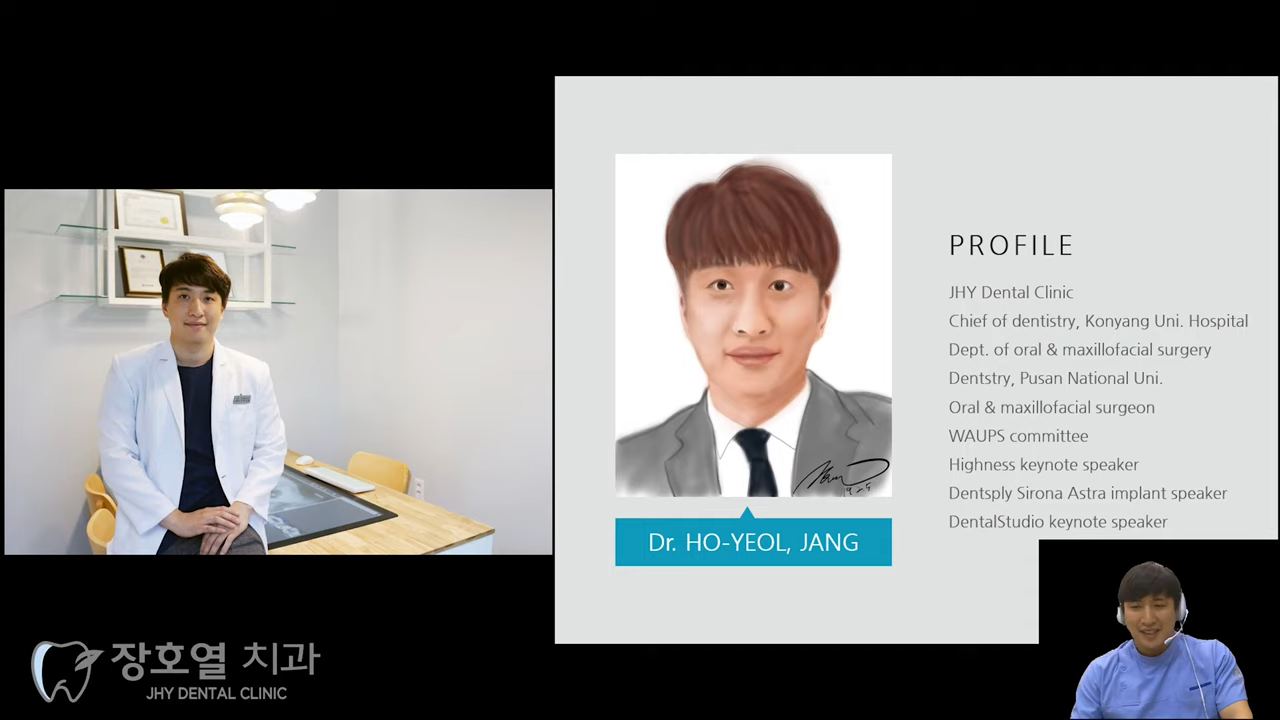 PROFILE
JHY Dental Clinic
Chief of dentistry, Konyang Uni. Hospital
Dept. of oral & maxillofacial surgery
Dentstry, Pusan National Uni.
Oral & maxillofacial surgeon
WAUPS committee
Highness keynote speaker
Dentsply Sirona Astra implant speaker
DentalStudio keynote speaker
Dr. HO-YEOL, JANG
장호열 치과
JHY DENTAL CLINIC